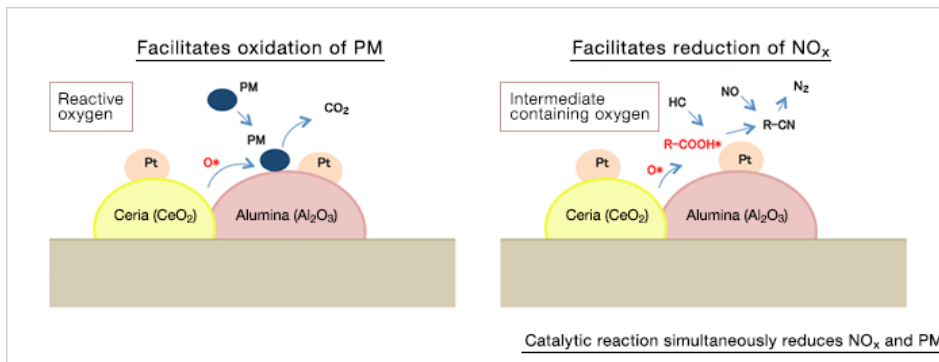 Facilitates oxidation of PM
Reactive
oxygen
PM
CO₂
PM
O*
Pt
Pt
Ceria (CeO₂)
Alumina (Al₂O₃)
Facilitates reduction of NOₓ
Intermediate
containing oxygen
HC
NO
N₂
R–CN
R–COOH*
O*
Pt
Pt
Ceria (CeO₂)
Alumina (Al₂O₃)
Catalytic reaction simultaneously reduces NOₓ and PM